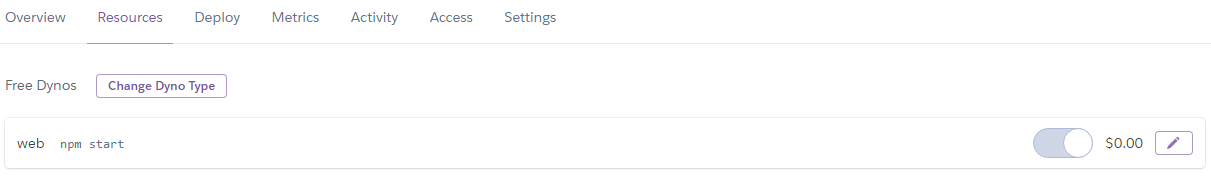 Overview Resources Deploy Metrics Activity Access Settings
Free Dynos Change Dyno Type
web npm start $0.00